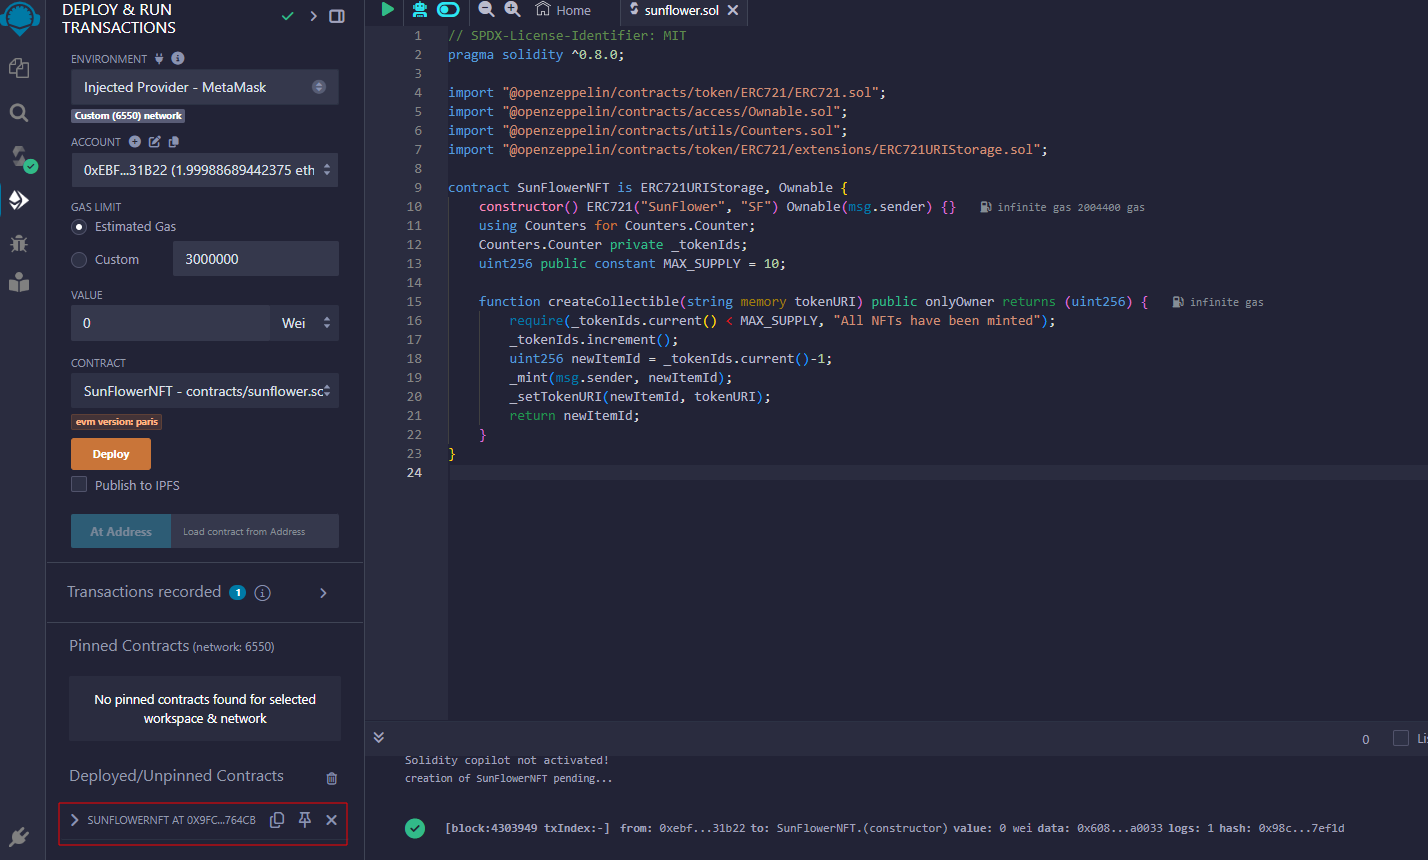 DEPLOY & RUN
TRANSACTIONS
ENVIRONMENT
Injected Provider - MetaMask
Custom (6550) network
ACCOUNT
0xEBF...31B22 (1.99988689442375 eth
GAS LIMIT
Estimated Gas
Custom
3000000
VALUE
0
Wei
CONTRACT
SunFlowerNFT - contracts/sunflower.sc
evm version: paris
Deploy
Publish to IPFS
At Address
Load contract from Address
Transactions recorded 1 i
Pinned Contracts (network: 6550)
No pinned contracts found for selected
workspace & network
Deployed/Unpinned Contracts
SUNFLOWERNFT AT 0X9FC...764CB
Home
sunflower.sol
1 // SPDX-License-Identifier: MIT
2 pragma solidity ^0.8.0;
3
4 import "@openzeppelin/contracts/token/ERC721/ERC721.sol";
5 import "@openzeppelin/contracts/access/Ownable.sol";
6 import "@openzeppelin/contracts/utils/Counters.sol";
7 import "@openzeppelin/contracts/token/ERC721/extensions/ERC721URIStorage.sol";
8
9 contract SunFlowerNFT is ERC721URIStorage, Ownable {
10 constructor() ERC721("SunFlower", "SF") Ownable(msg.sender) {} infinite gas 2004400 gas
11 using Counters for Counters.Counter;
12 Counters.Counter private _tokenIds;
13 uint256 public constant MAX_SUPPLY = 10;
14
15 function createCollectible(string memory tokenURI) public onlyOwner returns (uint256) { infinite gas
16 require(_tokenIds.current() < MAX_SUPPLY, "All NFTs have been minted");
17 _tokenIds.increment();
18 uint256 newItemId = _tokenIds.current()-1;
19 _mint(msg.sender, newItemId);
20 _setTokenURI(newItemId, tokenURI);
21 return newItemId;
22 }
23 }
24
0
Lis
Solidity copilot not activated!
creation of SunFlowerNFT pending...
[block:4303949 txIndex:-] from: 0xebf...31b22 to: SunFlowerNFT.(constructor) value: 0 wei data: 0x608...a0033 logs: 1 hash: 0x98c...7ef1d